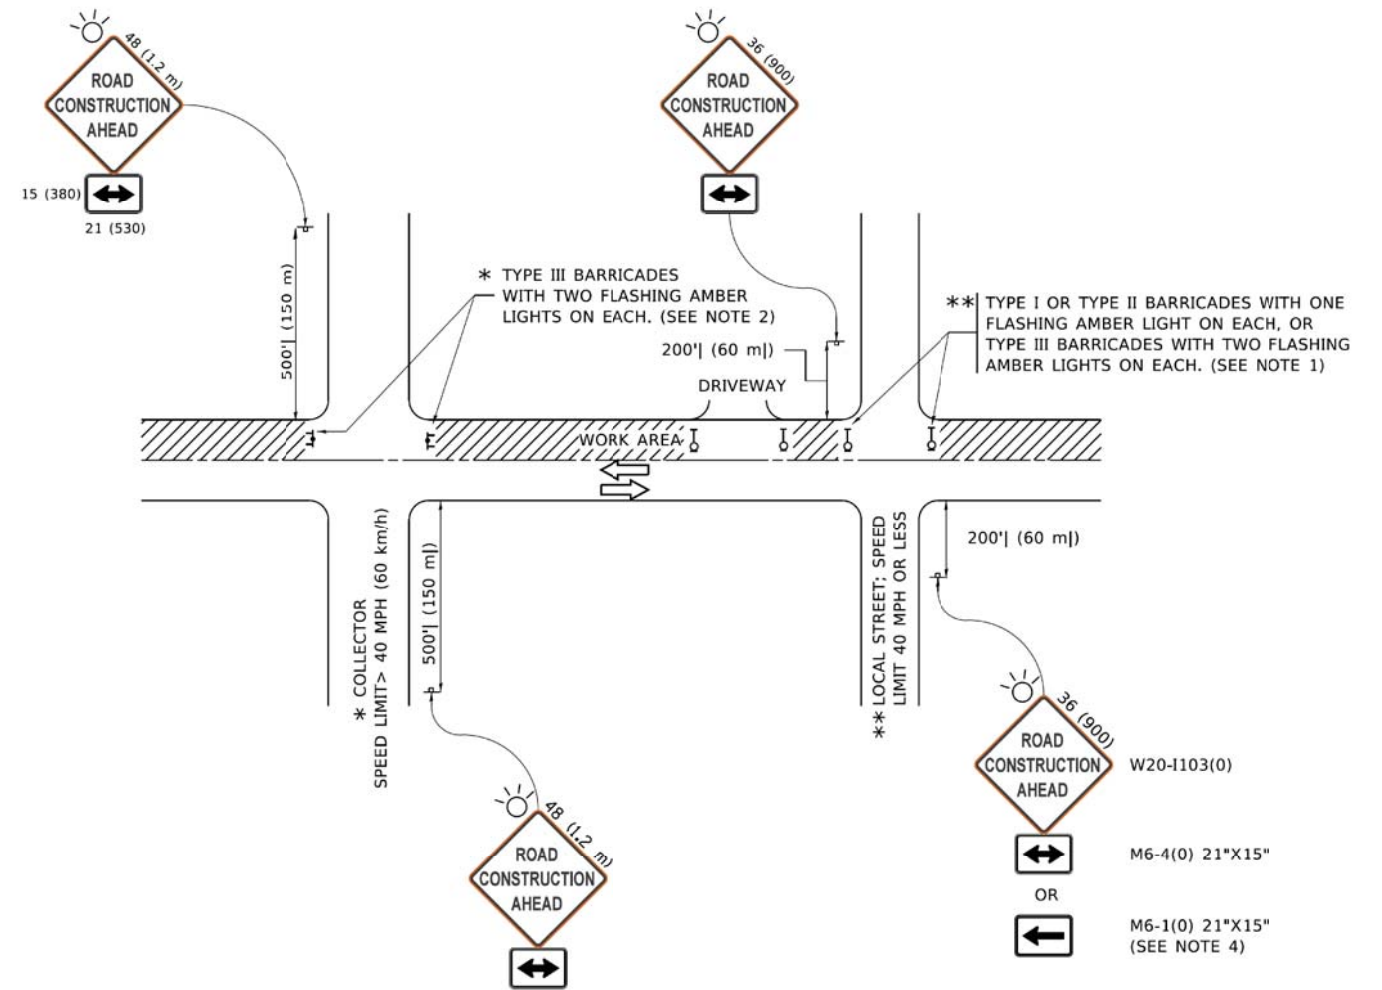 48 (1.2 m)
ROAD
CONSTRUCTION
AHEAD
15 (380)
21 (530)
36 (900)
ROAD
CONSTRUCTION
AHEAD
500'| (150 m)
* TYPE III BARRICADES
WITH TWO FLASHING AMBER
LIGHTS ON EACH. (SEE NOTE 2)
200'| (60 m|)
DRIVEWAY
** TYPE I OR TYPE II BARRICADES WITH ONE
FLASHING AMBER LIGHT ON EACH, OR
TYPE III BARRICADES WITH TWO FLASHING
AMBER LIGHTS ON EACH. (SEE NOTE 1)
WORK AREA
* COLLECTOR
SPEED LIMIT> 40 MPH (60 km/h)
500'| (150 m|)
** LOCAL STREET; SPEED
LIMIT 40 MPH OR LESS
200'| (60 m|)
48 (1.2 m)
ROAD
CONSTRUCTION
AHEAD
36 (900)
ROAD
CONSTRUCTION
AHEAD
W20-I103(0)
M6-4(0) 21"X15"
OR
M6-1(0) 21"X15"
(SEE NOTE 4)